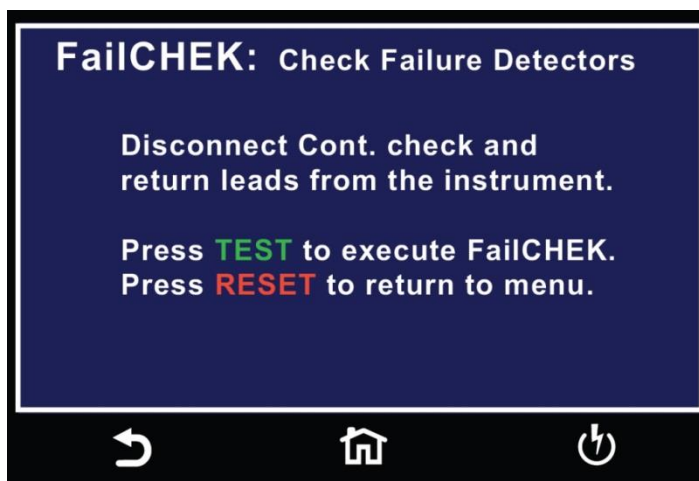 FailCHEK: Check Failure Detectors
Disconnect Cont. check and
return leads from the instrument.
Press TEST to execute FailCHEK.
Press RESET to return to menu.